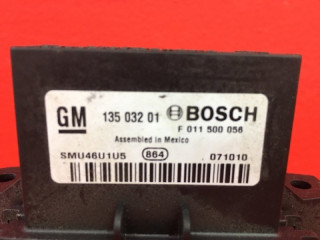 GM 135 032 01 BOSCH
F 011 500 056
Assembled in Mexico
SMU46U1U5 864 071010